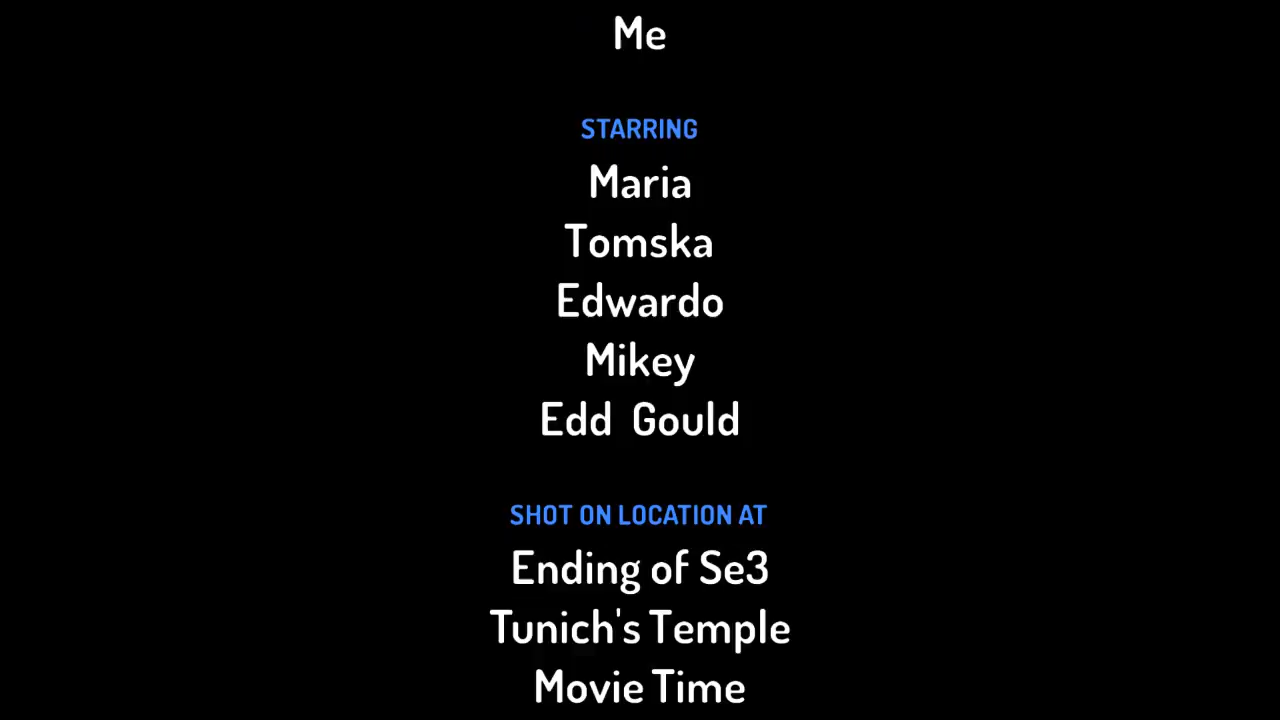 Me
STARRING
Maria
Tomska
Edwardo
Mikey
Edd  Gould
SHOT ON LOCATION AT
Ending of Se3
Tunich's Temple
Movie Time